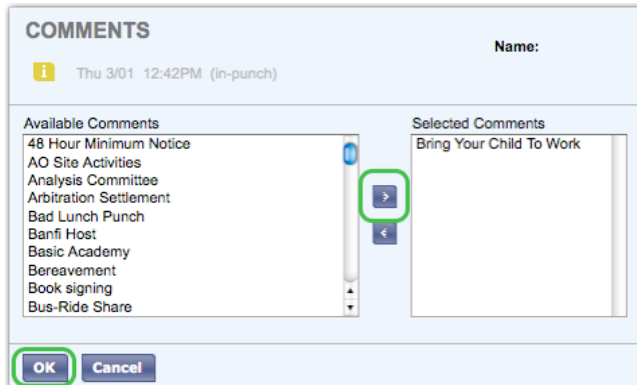 COMMENTS
Name:
i Thu 3/01 12:42PM (in-punch)
Available Comments
48 Hour Minimum Notice
AO Site Activities
Analysis Committee
Arbitration Settlement
Bad Lunch Punch
Banfi Host
Basic Academy
Bereavement
Book signing
Bus-Ride Share
>
<
Selected Comments
Bring Your Child To Work
OK Cancel